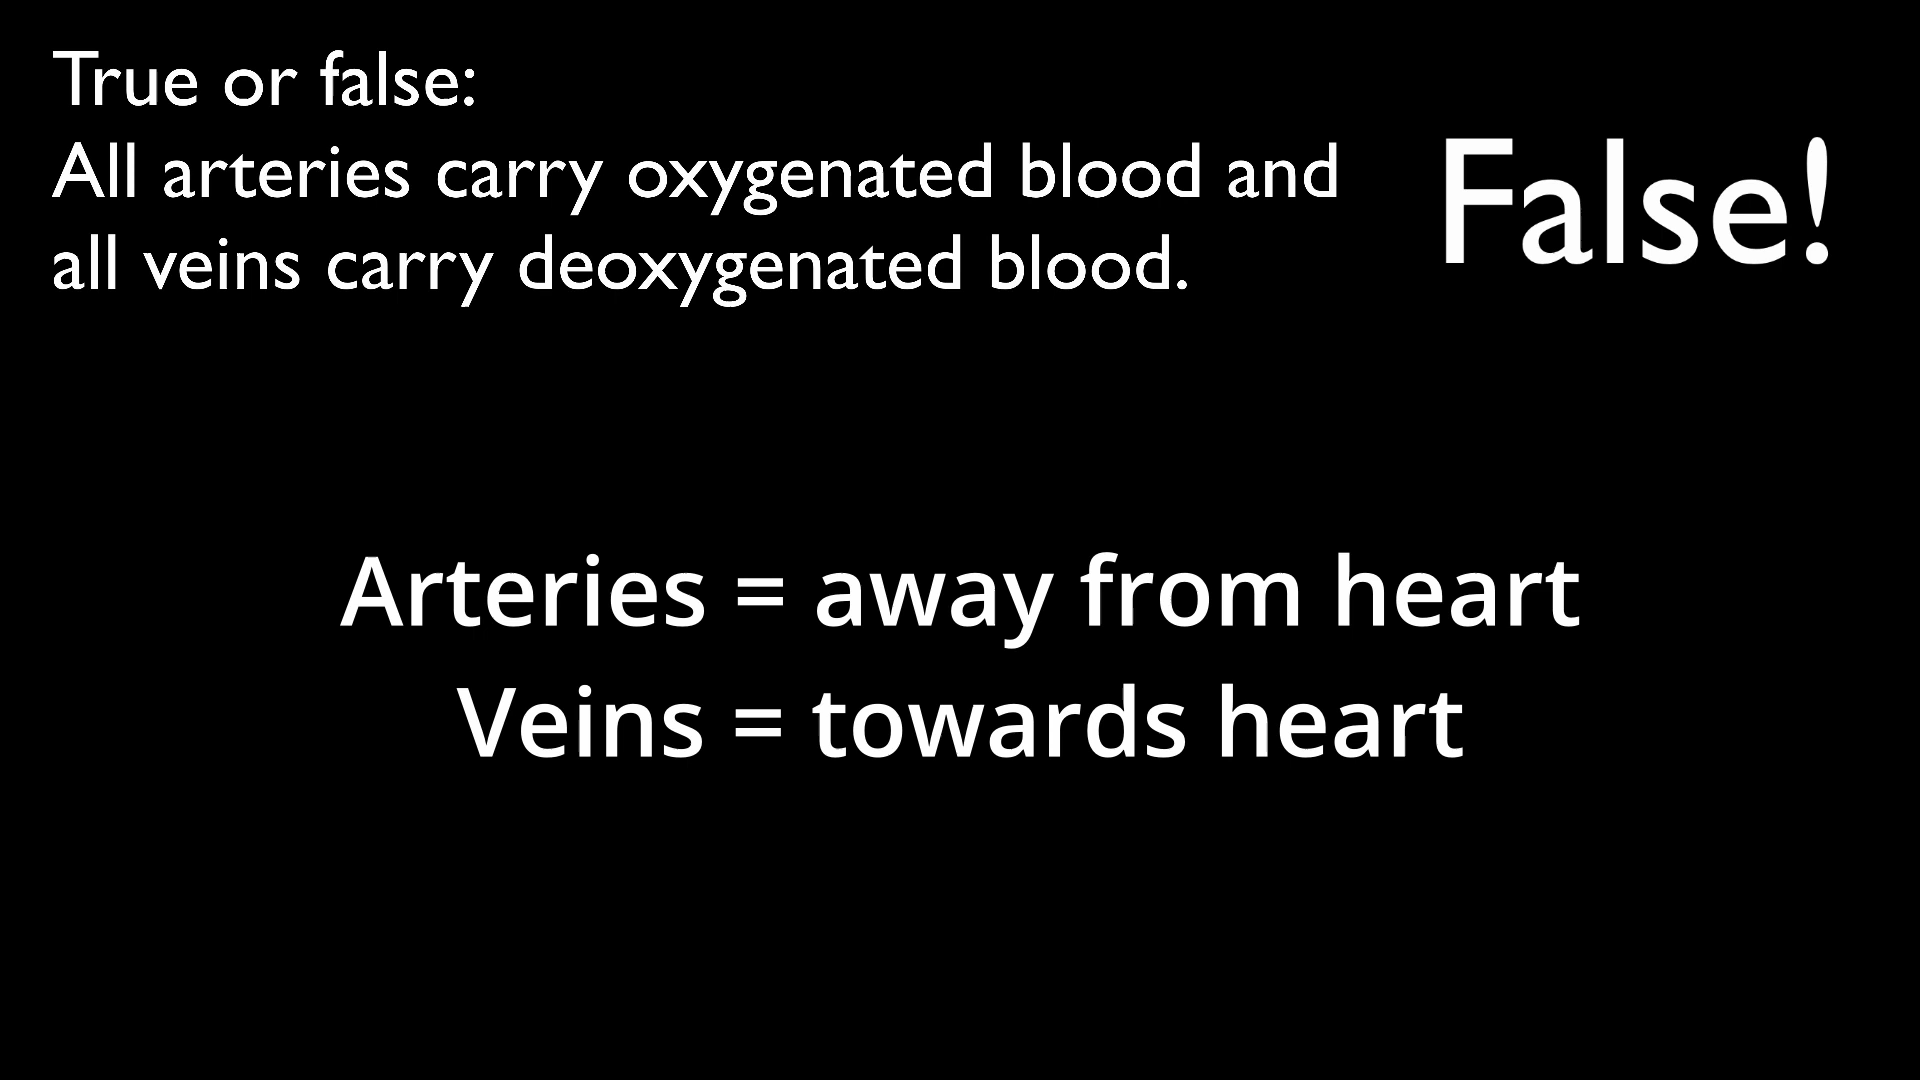 True or false:
All arteries carry oxygenated blood and
all veins carry deoxygenated blood.
False!
Arteries = away from heart
Veins = towards heart